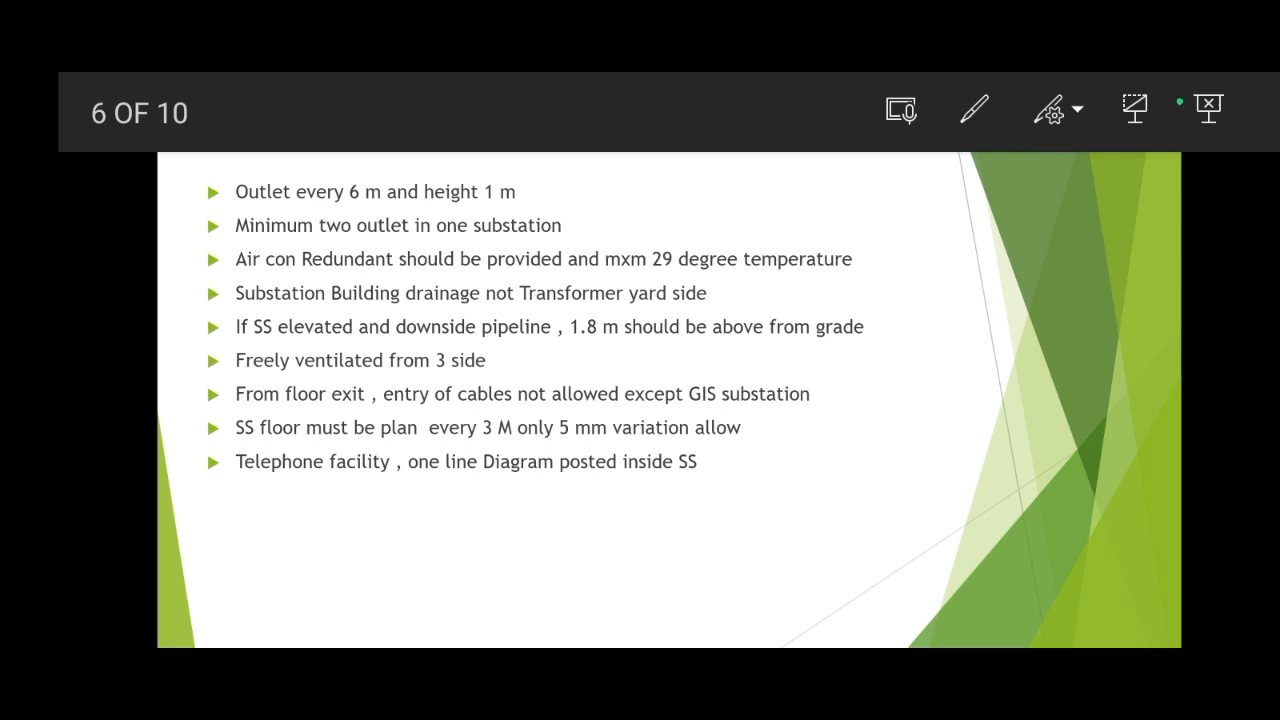 6 OF 10
Outlet every 6 m and height 1 m
Minimum two outlet in one substation
Air con Redundant should be provided and mxm 29 degree temperature
Substation Building drainage not Transformer yard side
If SS elevated and downside pipeline , 1.8 m should be above from grade
Freely ventilated from 3 side
From floor exit , entry of cables not allowed except GIS substation
SS floor must be plan  every 3 M only 5 mm variation allow
Telephone facility , one line Diagram posted inside SS